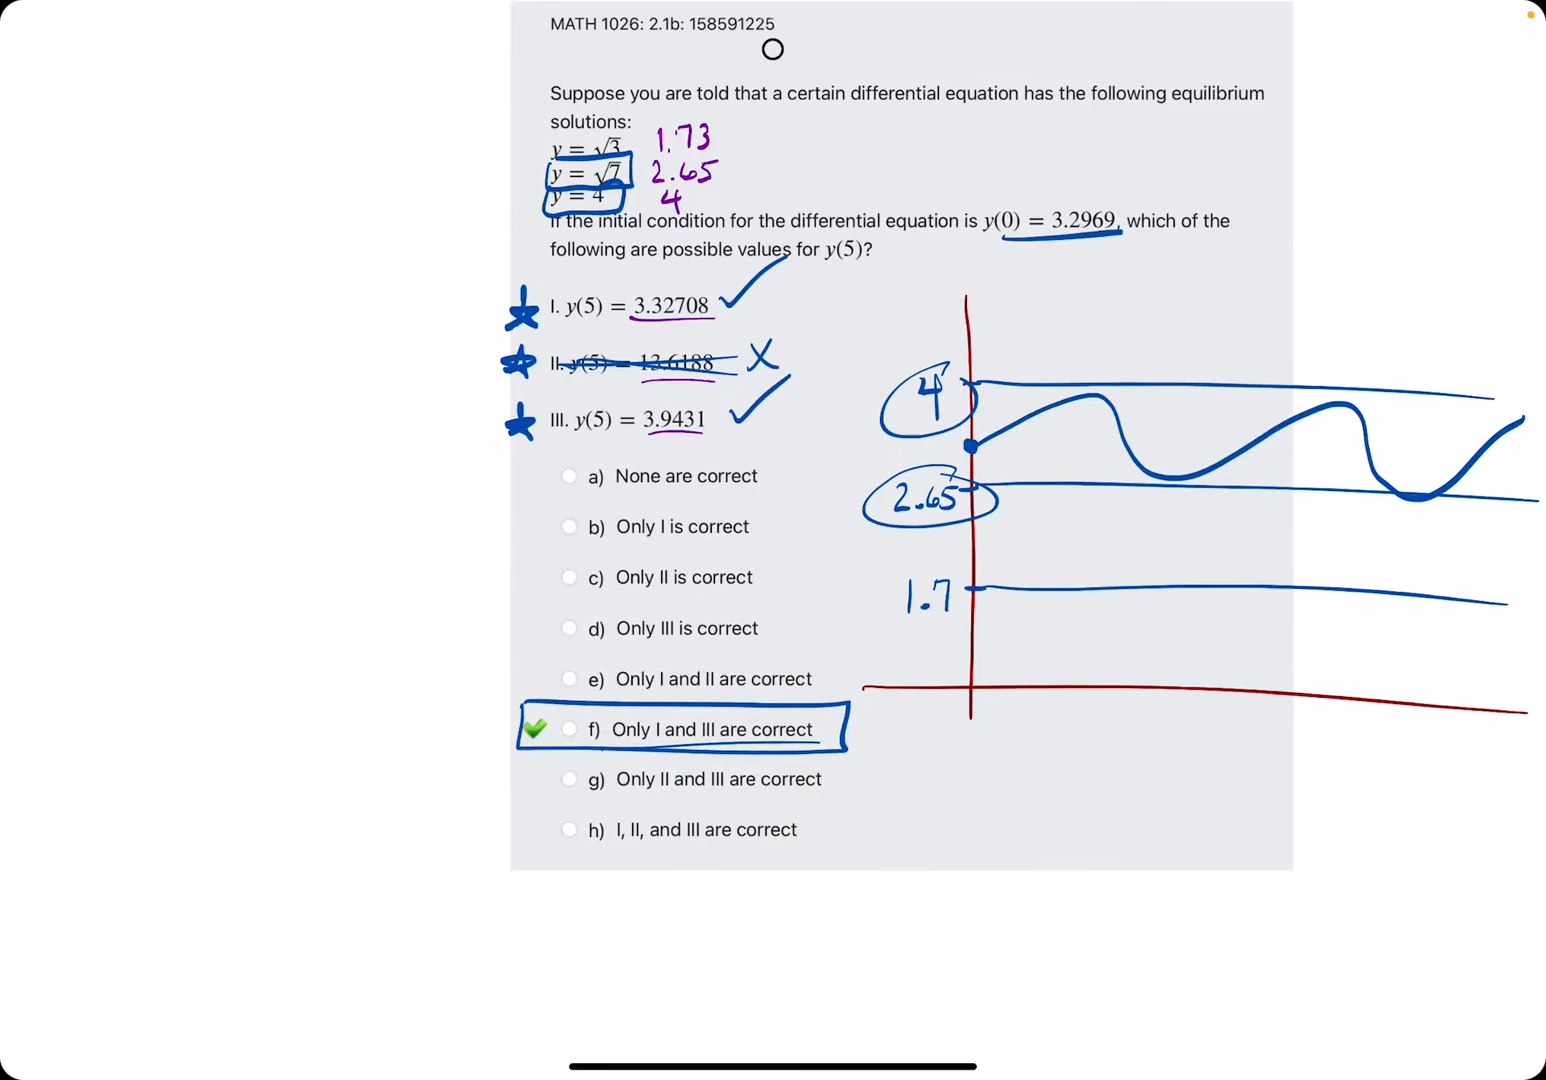 MATH 1026: 2.1b: 158591225
Suppose you are told that a certain differential equation has the following equilibrium
solutions:
y = √3 1.73
y = √7 2.65
y = 4 4
If the initial condition for the differential equation is y(0) = 3.2969, which of the
following are possible values for y(5)?
I. y(5) = 3.32708
II. y(5) = 13.6188 X
III. y(5) = 3.9431
4
2.65
1.7
a) None are correct
b) Only I is correct
c) Only II is correct
d) Only III is correct
e) Only I and II are correct
f) Only I and III are correct
g) Only II and III are correct
h) I, II, and III are correct